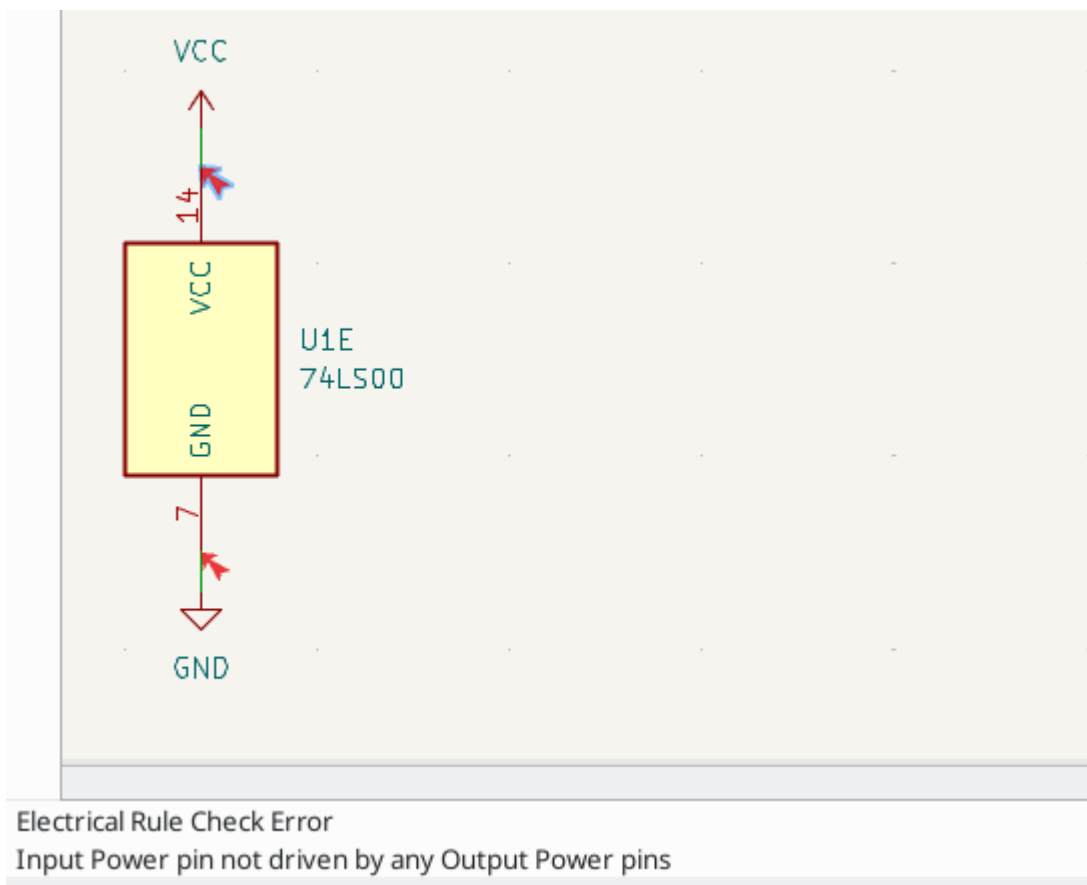 VCC
14
VCC
U1E
74LS00
GND
7
GND
Electrical Rule Check Error
Input Power pin not driven by any Output Power pins